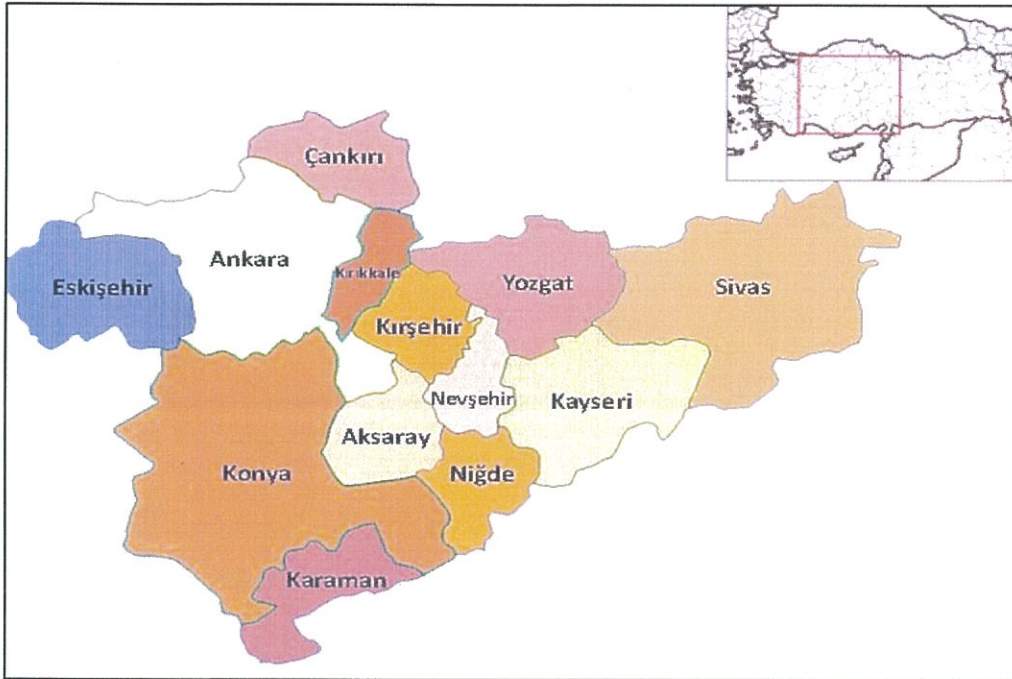 Çankırı
Ankara
Kırıkkale
Eskişehir
Yozgat
Sivas
Kırşehir
Nevşehir
Kayseri
Aksaray
Konya
Niğde
Karaman